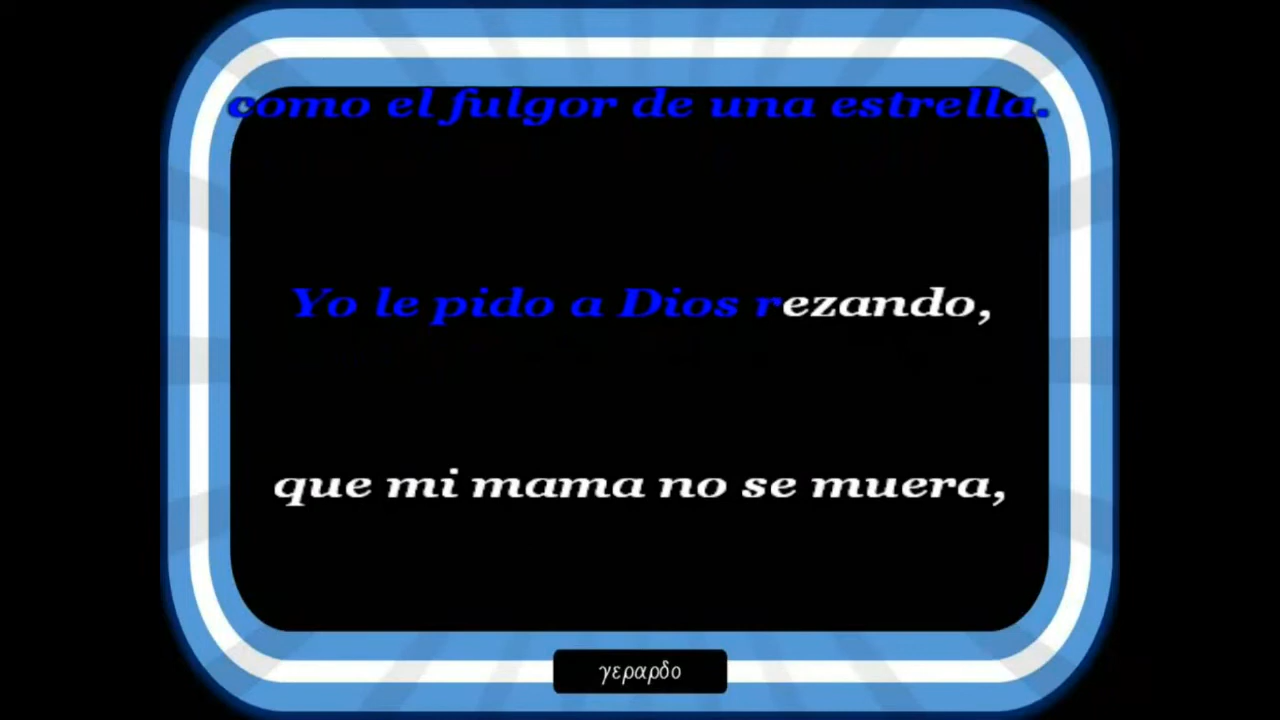 como el fulgor de una estrella.
Yo le pido a Dios rezando,
que mi mama no se muera,
γεραρδο